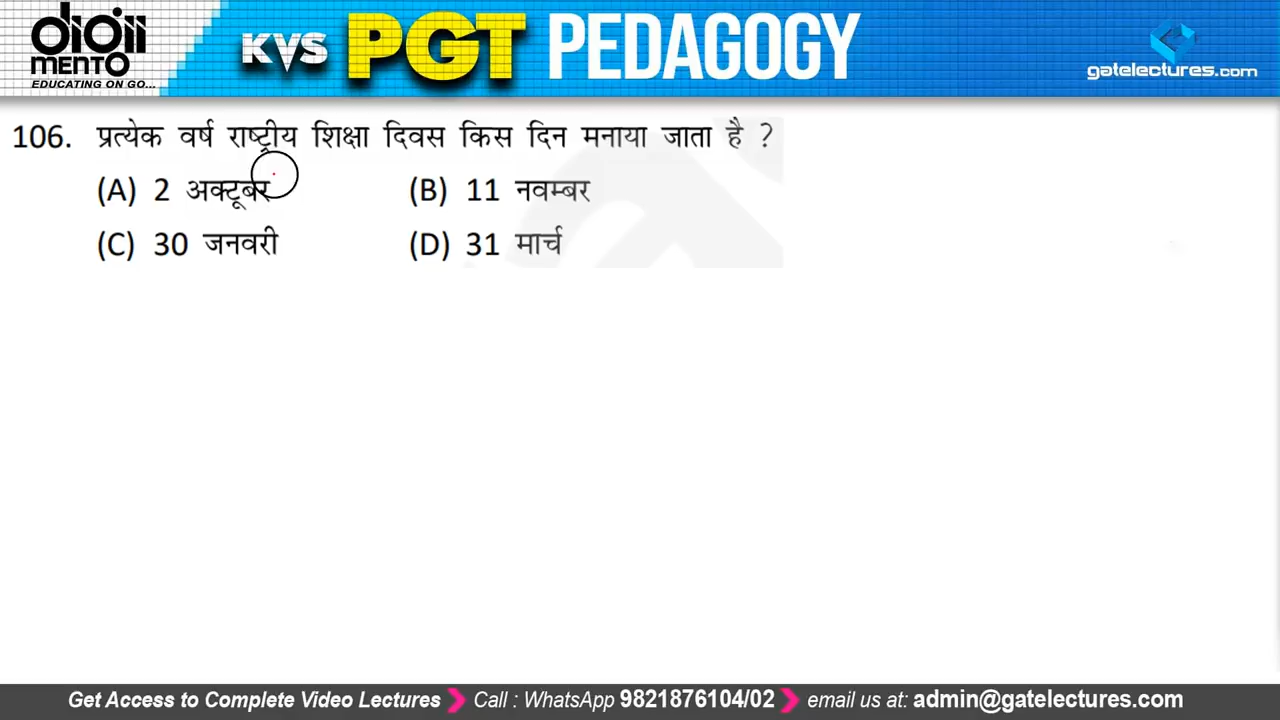 digii
MENTO
EDUCATING ON GO...
KVS PGT PEDAGOGY
gatelectures.com
106. प्रत्येक वर्ष राष्ट्रीय शिक्षा दिवस किस दिन मनाया जाता है ?
(A) 2 अक्टूबर (B) 11 नवम्बर
(C) 30 जनवरी (D) 31 मार्च
Get Access to Complete Video Lectures Call : WhatsApp 9821876104/02 email us at: admin@gatelectures.com